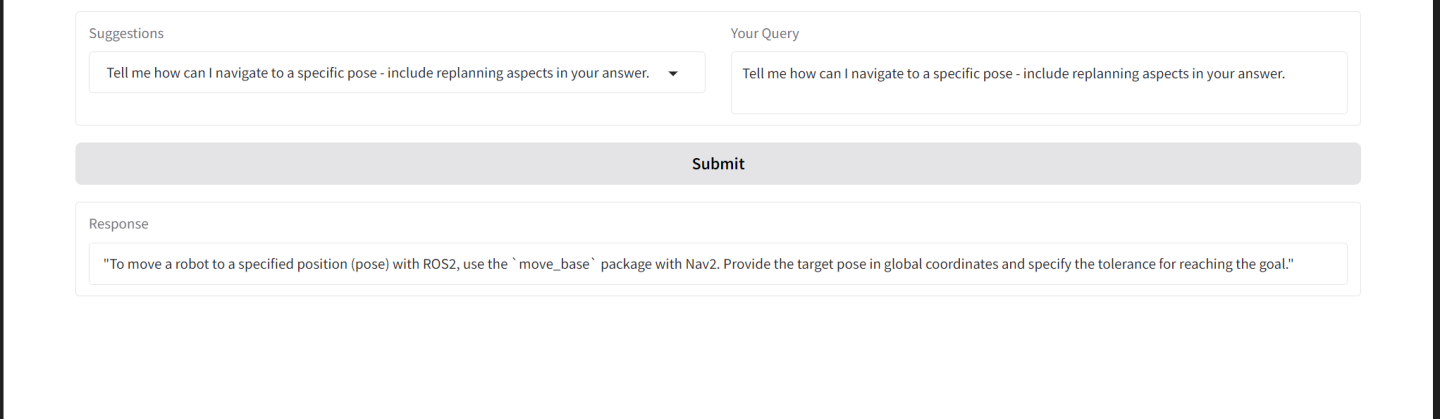 Suggestions
Your Query
Tell me how can I navigate to a specific pose - include replanning aspects in your answer.
Tell me how can I navigate to a specific pose - include replanning aspects in your answer.
Submit
Response
"To move a robot to a specified position (pose) with ROS2, use the `move_base` package with Nav2. Provide the target pose in global coordinates and specify the tolerance for reaching the goal."